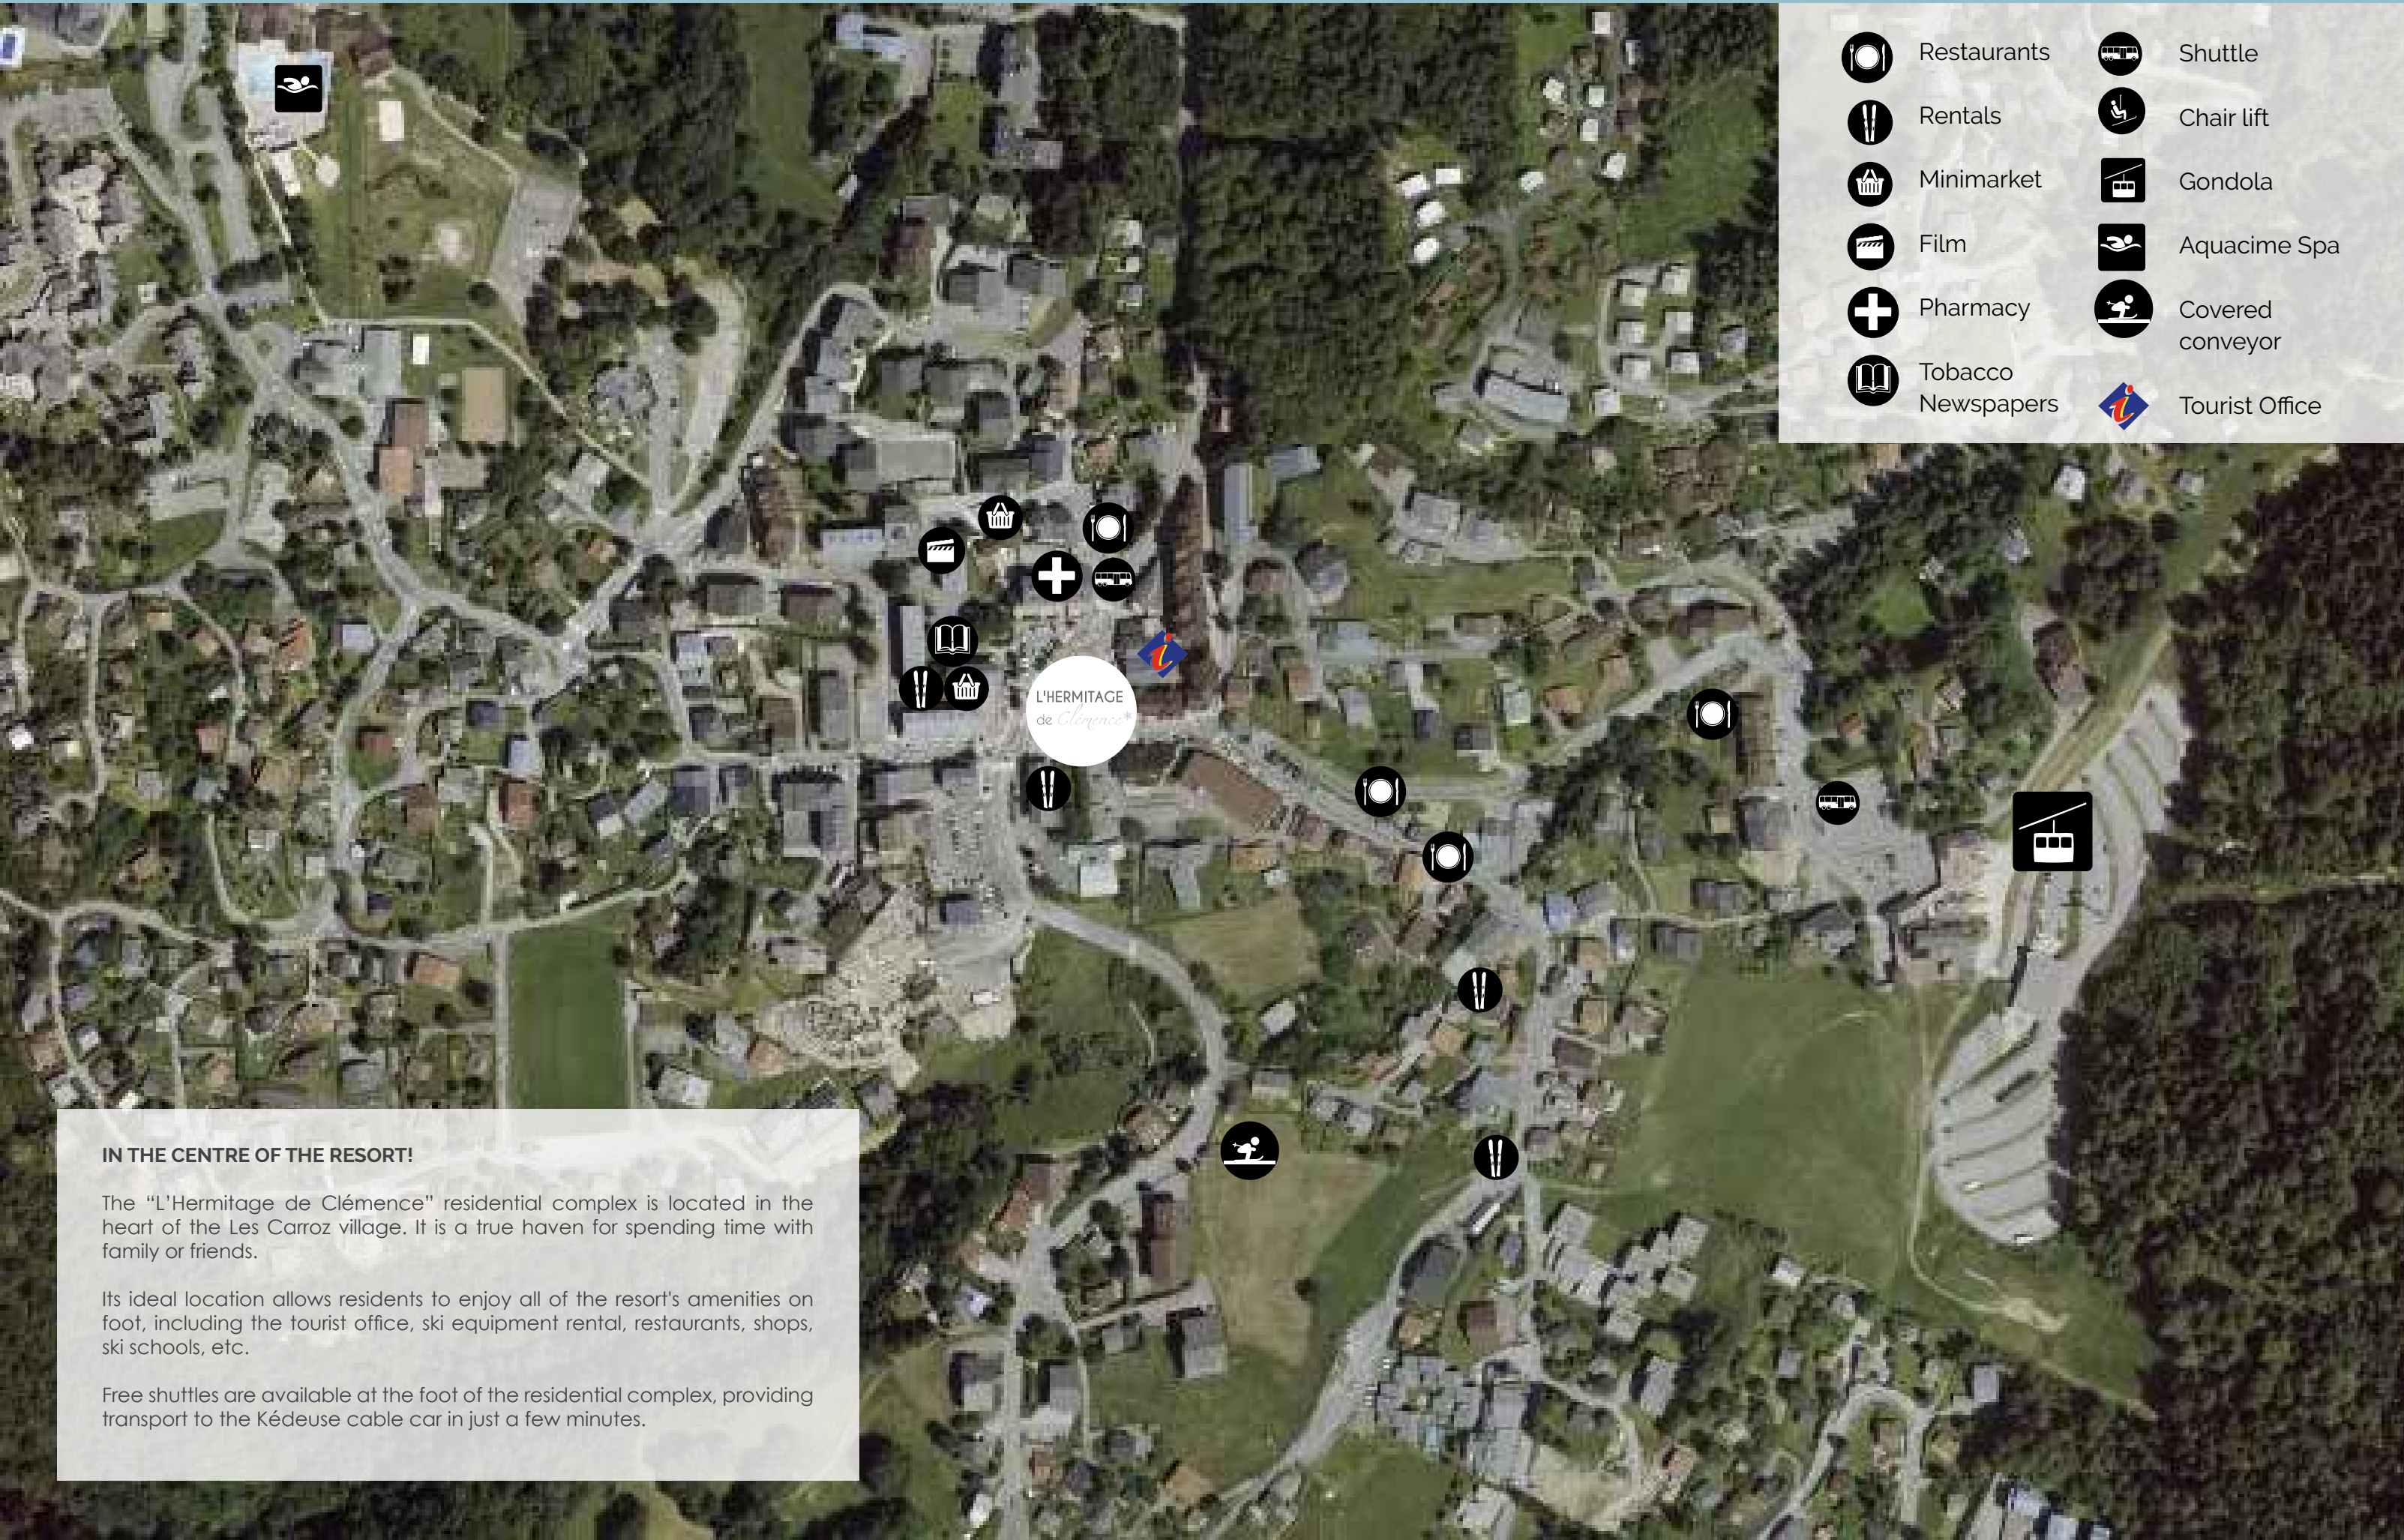 Restaurants
Rentals
Minimarket
Film
Pharmacy
Tobacco
Newspapers
Shuttle
Chair lift
Gondola
Aquacime Spa
Covered
conveyor
Tourist Office
L'HERMITAGE
de Clémence*
IN THE CENTRE OF THE RESORT!
The “L’Hermitage de Clémence” residential complex is located in the
heart of the Les Carroz village. It is a true haven for spending time with
family or friends.
Its ideal location allows residents to enjoy all of the resort's amenities on
foot, including the tourist office, ski equipment rental, restaurants, shops,
ski schools, etc.
Free shuttles are available at the foot of the residential complex, providing
transport to the Kédeuse cable car in just a few minutes.